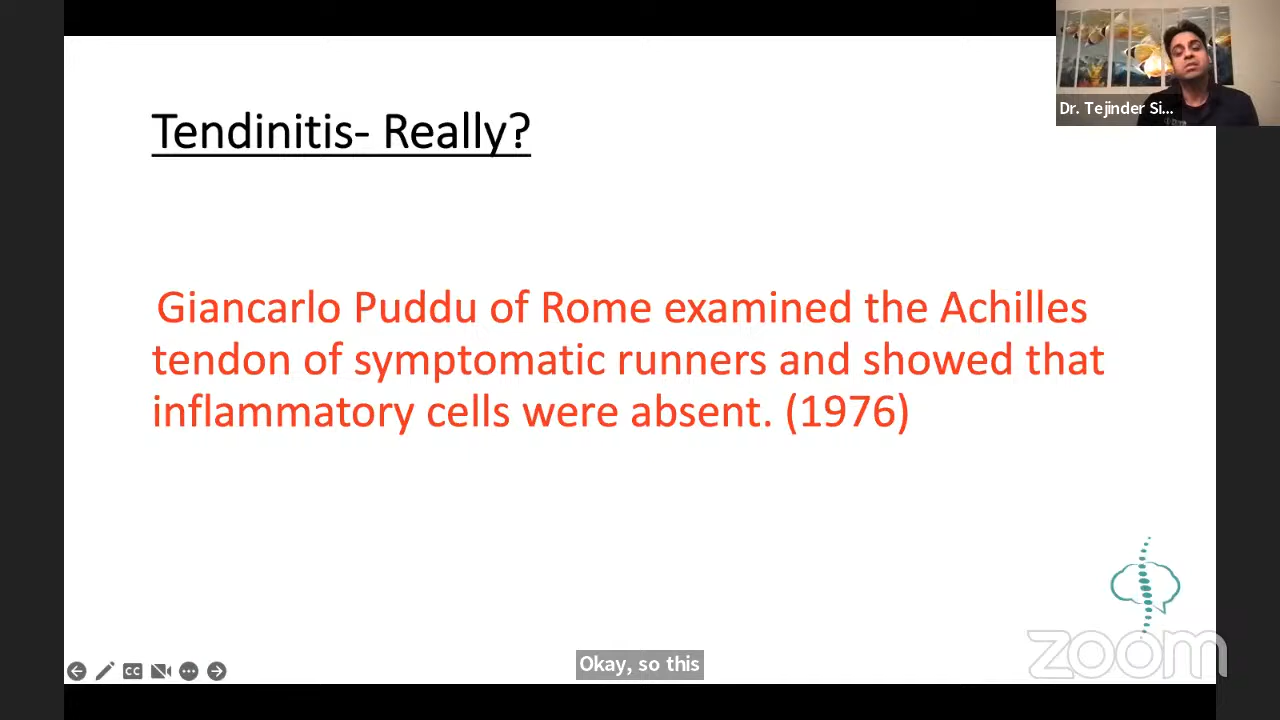 Dr. Tejinder Si...
Tendinitis- Really?
Giancarlo Puddu of Rome examined the Achilles
tendon of symptomatic runners and showed that
inflammatory cells were absent. (1976)
zoom
CC
Okay, so this